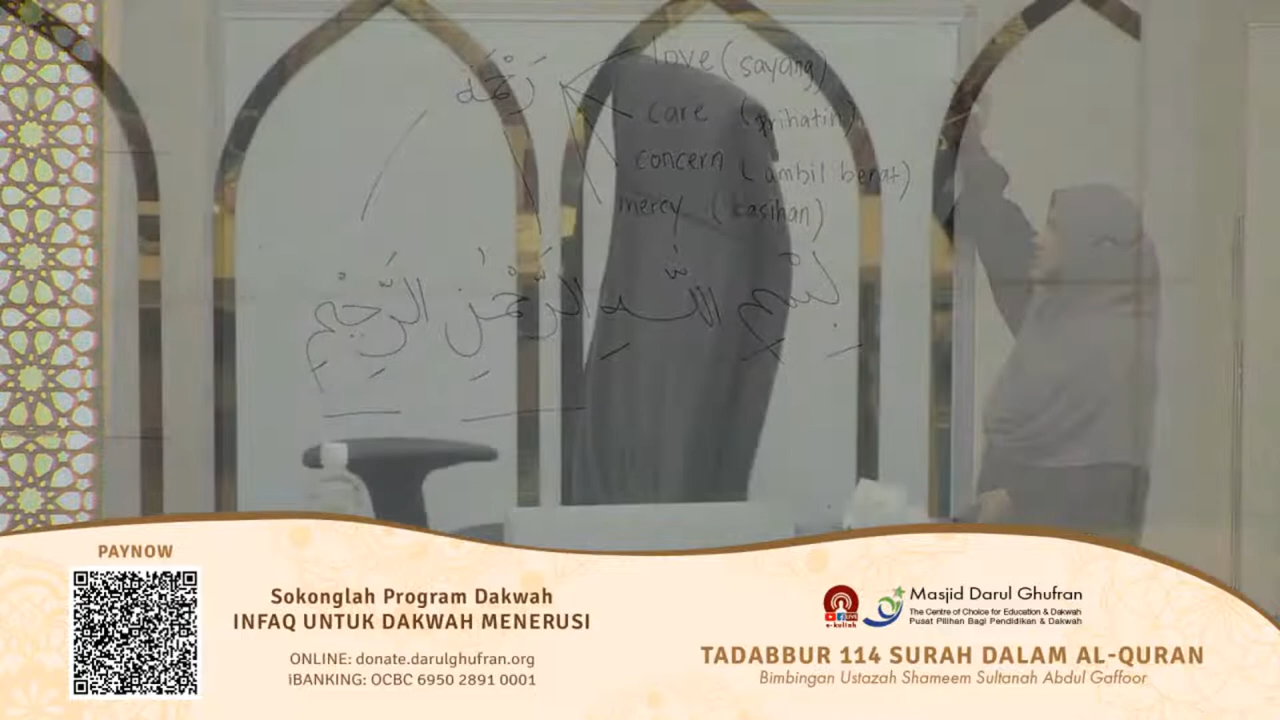 love (sayang)
رَحْمَة
care (prihatin)
concern (ambil berat)
mercy (kasihan)
بِسْمِ اللّٰهِ الرَّحْمٰنِ الرَّحِيْمِ
PAYNOW
Sokonglah Program Dakwah
INFAQ UNTUK DAKWAH MENERUSI
ONLINE: donate.darulghufran.org
iBANKING: OCBC 6950 2891 0001
e-kuliah
Masjid Darul Ghufran
The Centre of Choice for Education & Dakwah
Pusat Pilihan Bagi Pendidikan & Dakwah
TADABBUR 114 SURAH DALAM AL-QURAN
Bimbingan Ustazah Shameem Sultanah Abdul Gaffoor